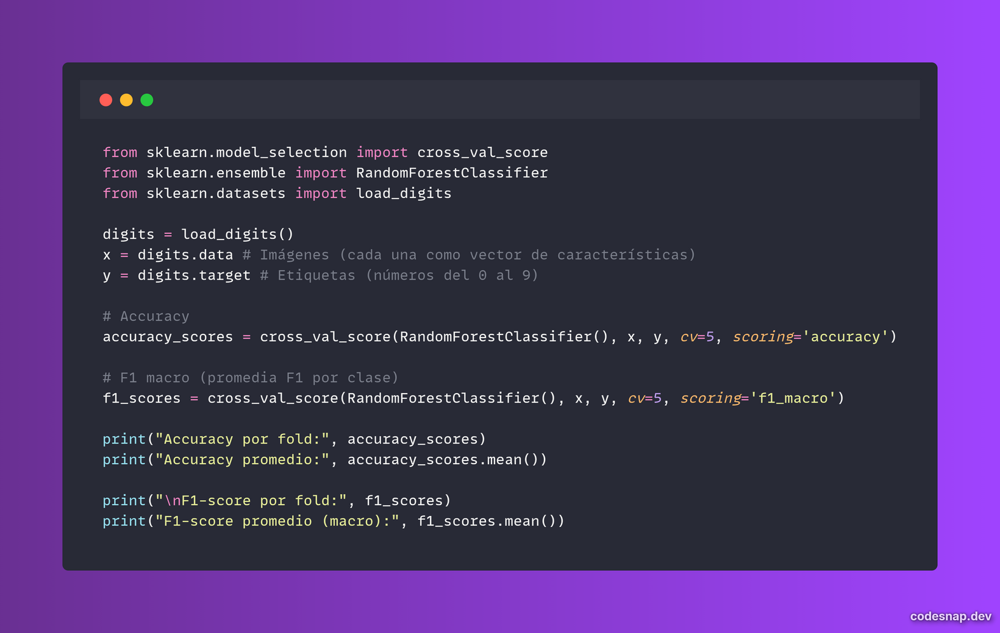 from sklearn.model_selection import cross_val_score
from sklearn.ensemble import RandomForestClassifier
from sklearn.datasets import load_digits
digits = load_digits()
x = digits.data # Imágenes (cada una como vector de características)
y = digits.target # Etiquetas (números del 0 al 9)
# Accuracy
accuracy_scores = cross_val_score(RandomForestClassifier(), x, y, cv=5, scoring='accuracy')
# F1 macro (promedia F1 por clase)
f1_scores = cross_val_score(RandomForestClassifier(), x, y, cv=5, scoring='f1_macro')
print("Accuracy por fold:", accuracy_scores)
print("Accuracy promedio:", accuracy_scores.mean())
print("\nF1-score por fold:", f1_scores)
print("F1-score promedio (macro):", f1_scores.mean())
codesnap.dev